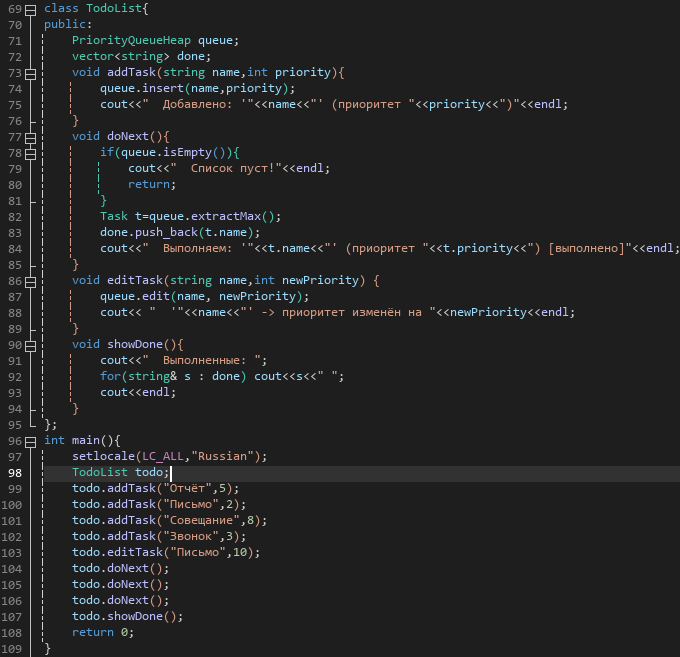 69 class TodoList{
70 public:
71     PriorityQueueHeap queue;
72     vector<string> done;
73     void addTask(string name,int priority){
74         queue.insert(name,priority);
75         cout<<"  Добавлено: '"<<name<<"' (приоритет "<<priority<<")"<<endl;
76     }
77     void doNext(){
78         if(queue.isEmpty()){
79             cout<<"  Список пуст!"<<endl;
80             return;
81         }
82         Task t=queue.extractMax();
83         done.push_back(t.name);
84         cout<<"  Выполняем: '"<<t.name<<"' (приоритет "<<t.priority<<") [выполнено]"<<endl;
85     }
86     void editTask(string name,int newPriority) {
87         queue.edit(name, newPriority);
88         cout<< "  '"<<name<<"' -> приоритет изменён на "<<newPriority<<endl;
89     }
90     void showDone(){
91         cout<<"  Выполненные: ";
92         for(string& s : done) cout<<s<<" ";
93         cout<<endl;
94     }
95 };
96 int main(){
97     setlocale(LC_ALL,"Russian");
98     TodoList todo;
99     todo.addTask("Отчёт",5);
100     todo.addTask("Письмо",2);
101     todo.addTask("Совещание",8);
102     todo.addTask("Звонок",3);
103     todo.editTask("Письмо",10);
104     todo.doNext();
105     todo.doNext();
106     todo.doNext();
107     todo.showDone();
108     return 0;
109 }